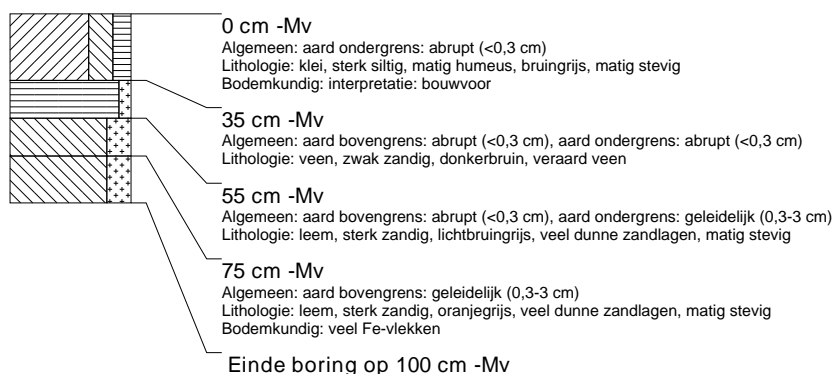 0 cm -Mv
Algemeen: aard ondergrens: abrupt (<0,3 cm)
Lithologie: klei, sterk siltig, matig humeus, bruingrijs, matig stevig
Bodemkundig: interpretatie: bouwvoor
35 cm -Mv
Algemeen: aard bovengrens: abrupt (<0,3 cm), aard ondergrens: abrupt (<0,3 cm)
Lithologie: veen, zwak zandig, donkerbruin, veraard veen
55 cm -Mv
Algemeen: aard bovengrens: abrupt (<0,3 cm), aard ondergrens: geleidelijk (0,3-3 cm)
Lithologie: leem, sterk zandig, lichtbruingrijs, veel dunne zandlagen, matig stevig
75 cm -Mv
Algemeen: aard bovengrens: geleidelijk (0,3-3 cm)
Lithologie: leem, sterk zandig, oranjegrijs, veel dunne zandlagen, matig stevig
Bodemkundig: veel Fe-vlekken
Einde boring op 100 cm -Mv